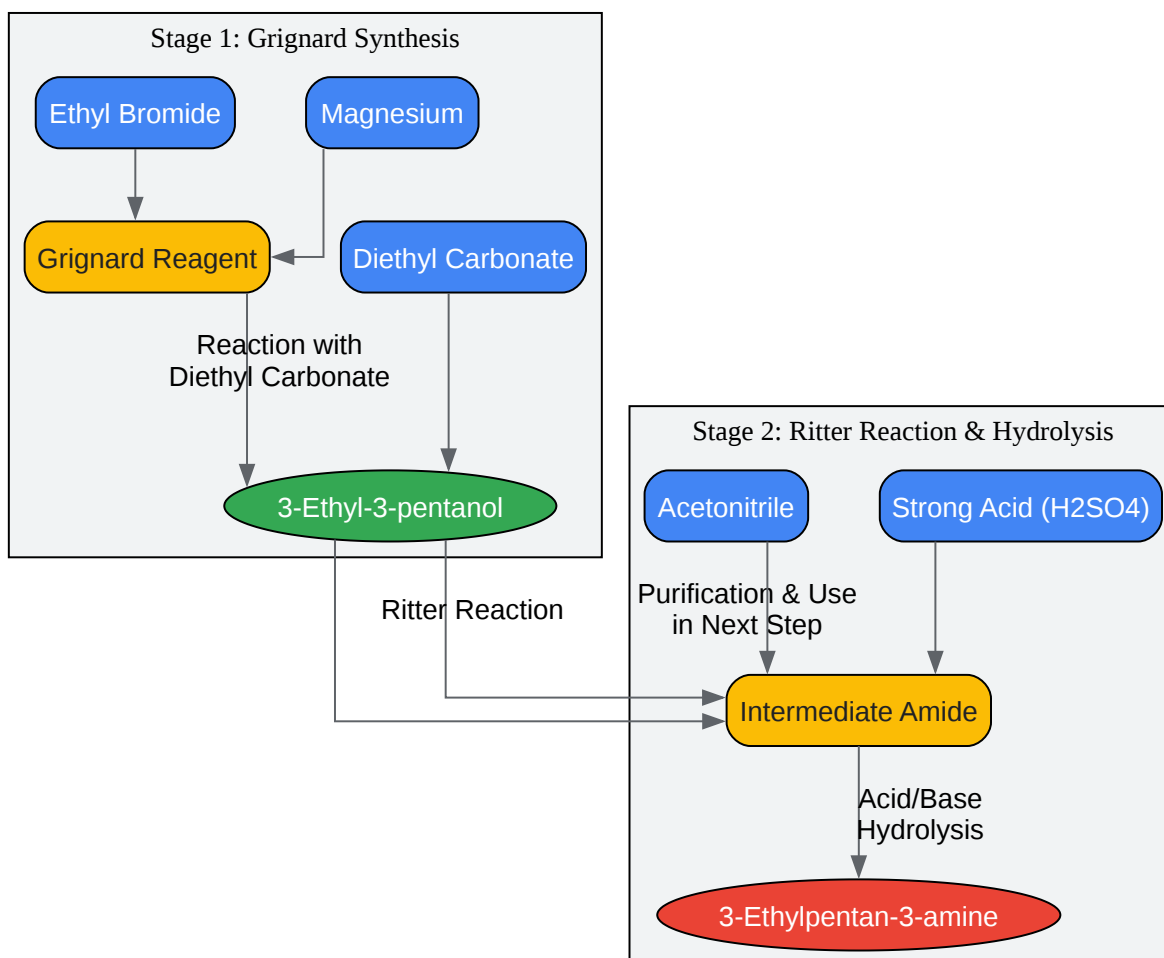 Stage 1: Grignard Synthesis
Ethyl Bromide
Magnesium
Grignard Reagent
Diethyl Carbonate
Reaction with
Diethyl Carbonate
3-Ethyl-3-pentanol
Stage 2: Ritter Reaction & Hydrolysis
Acetonitrile
Strong Acid (H2SO4)
Ritter Reaction
Purification & Use
in Next Step
Intermediate Amide
Acid/Base
Hydrolysis
3-Ethylpentan-3-amine